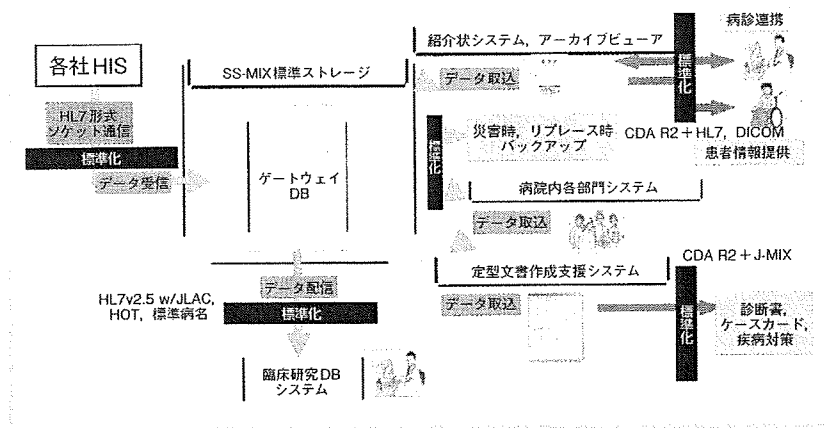 各社HIS
HL7形式
ソケット通信
標準化
データ受信
SS-MIX標準ストレージ
ゲートウェイ
DB
データ配信
標準化
HL7v2.5 w/JLAC,
HOT, 標準病名
臨床研究DB
システム
紹介状システム, アーカイブビューア
データ取込
標準化
病診連携
標準化
災害時, リプレース時
バックアップ
CDA R2+HL7, DICOM
患者情報提供
病院内各部門システム
データ取込
定型文書作成支援システム
データ取込
CDA R2+J-MIX
標準化
診断書,
ケースカード,
疾病対策